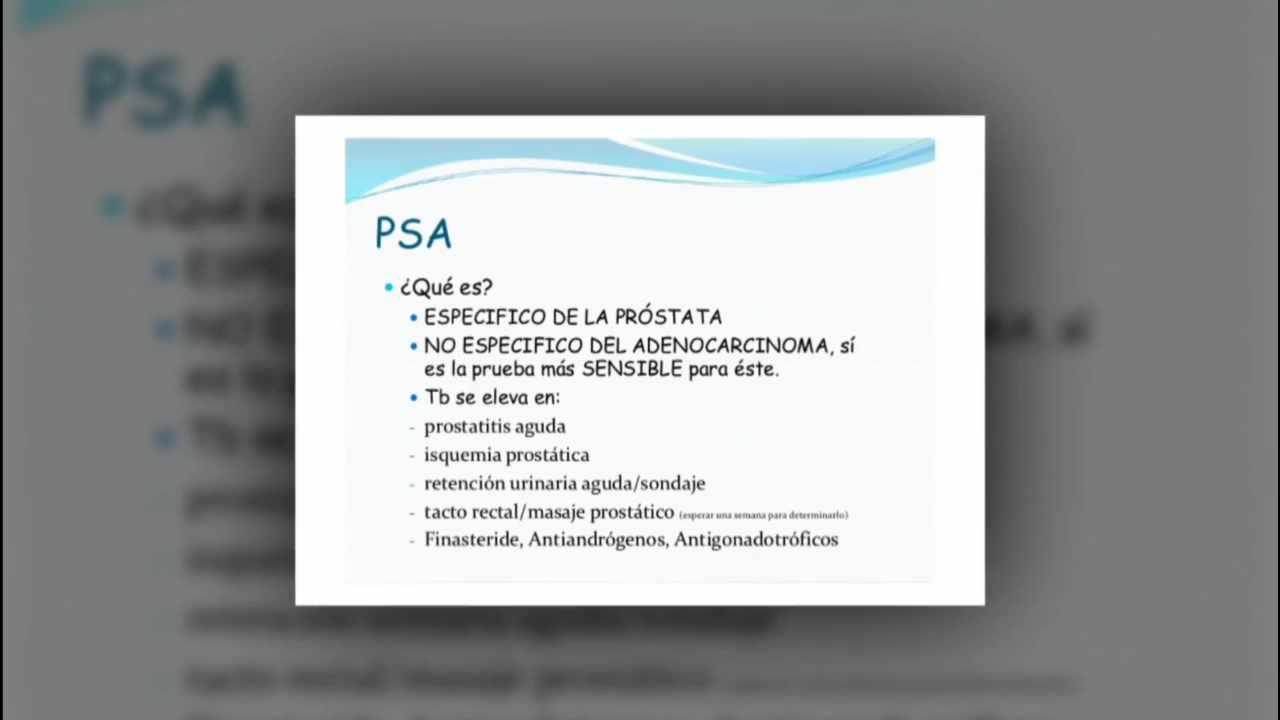 PSA
¿Qué es?
ESPECIFICO DE LA PRÓSTATA
NO ESPECIFICO DEL ADENOCARCINOMA, sí
es la prueba más SENSIBLE para éste.
Tb se eleva en:
- prostatitis aguda
- isquemia prostática
- retención urinaria aguda/sondaje
- tacto rectal/masaje prostático (esperar una semana para determinarlo)
- Finasteride, Antiandrógenos, Antigonadotróficos